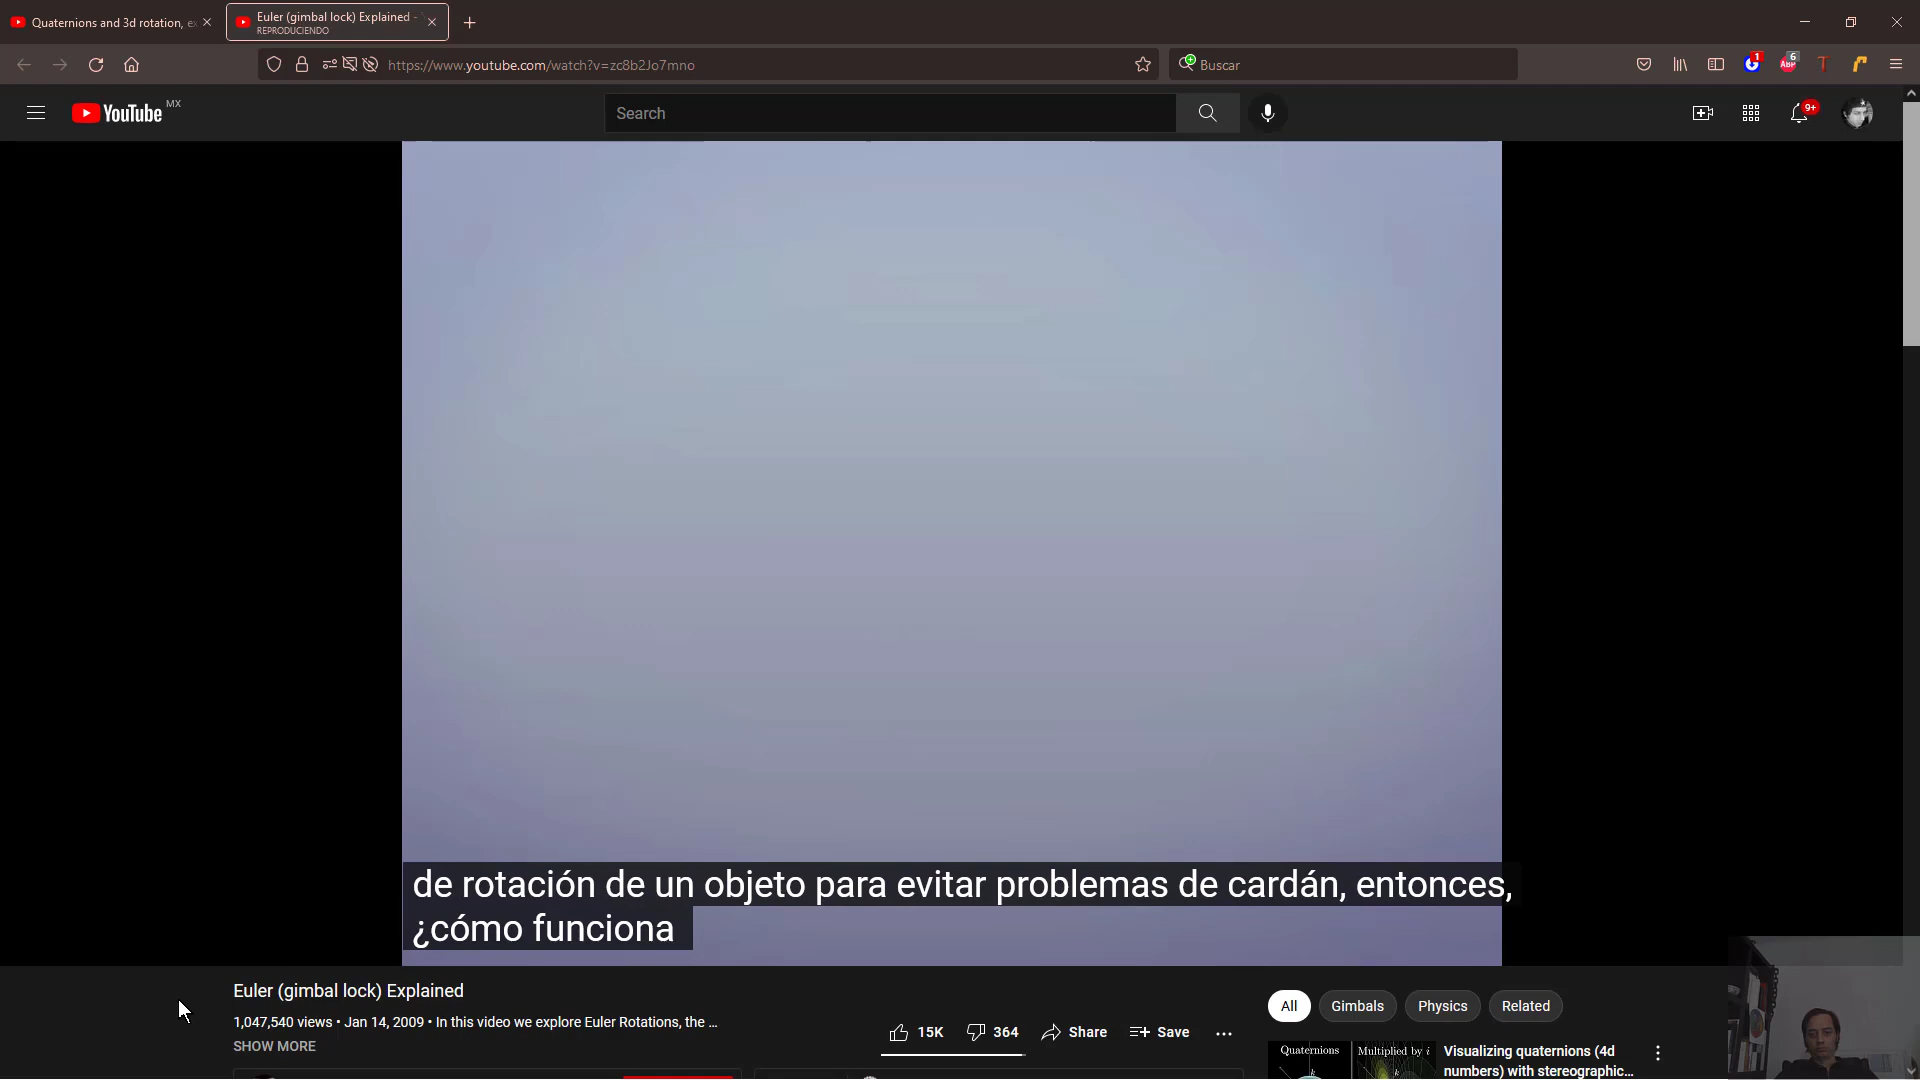 Quaternions and 3d rotation, e
Euler (gimbal lock) Explained -
REPRODUCIENDO
https://www.youtube.com/watch?v=zc8b2Jo7mno
Buscar
1
6
ABP
YouTube
MX
Search
9+
de rotación de un objeto para evitar problemas de cardán, entonces,
¿cómo funciona
Euler (gimbal lock) Explained
1,047,540 views • Jan 14, 2009 • In this video we explore Euler Rotations, the ...
SHOW MORE
15K
364
Share
Save
All
Gimbals
Physics
Related
Quaternions
Multiplied by i
Visualizing quaternions (4d
numbers) with stereographic...